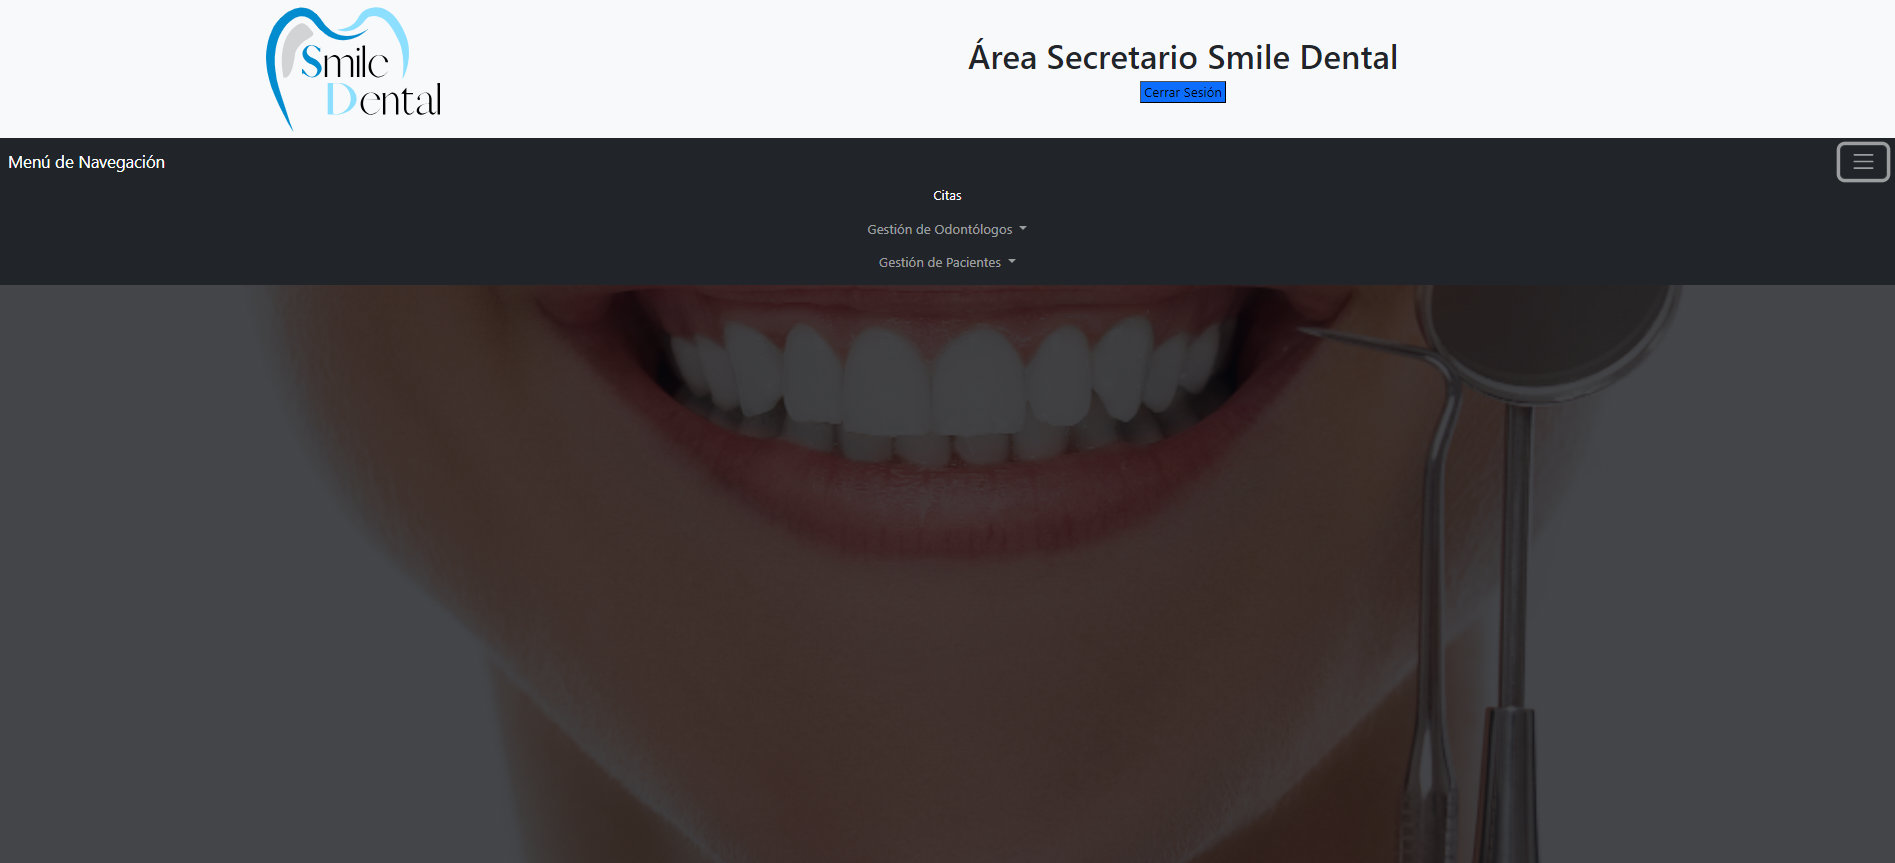 Smile
Dental
Área Secretario Smile Dental
Cerrar Sesión
Menú de Navegación
Citas
Gestión de Odontólogos
Gestión de Pacientes